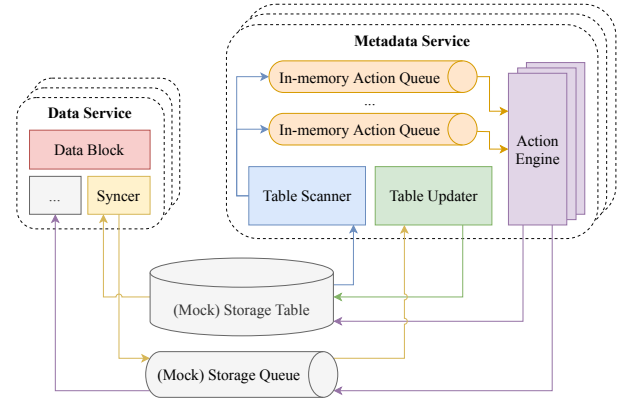 Metadata Service
In-memory Action Queue
...
In-memory Action Queue
Action
Engine
Table Scanner
Table Updater
Data Service
Data Block
...
Syncer
(Mock) Storage Table
(Mock) Storage Queue